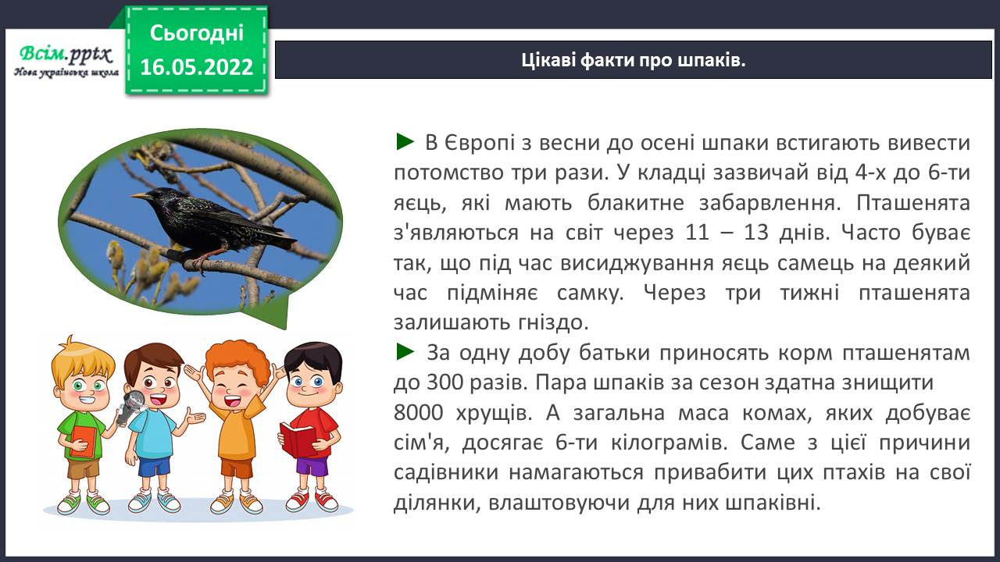 Сьогодні
16.05.2022
Всім.pptx
Нова українська школа
Цікаві факти про шпаків.
► В Європі з весни до осені шпаки встигають вивести
потомство три рази. У кладці зазвичай від 4-х до 6-ти
яєць, які мають блакитне забарвлення. Пташенята
з'являються на світ через 11 – 13 днів. Часто буває
так, що під час висиджування яєць самець на деякий
час підміняє самку. Через три тижні пташенята
залишають гніздо.
► За одну добу батьки приносять корм пташенятам
до 300 разів. Пара шпаків за сезон здатна знищити
8000 хрущів. А загальна маса комах, яких добуває
сім'я, досягає 6-ти кілограмів. Саме з цієї причини
садівники намагаються привабити цих птахів на свої
ділянки, влаштовуючи для них шпаківні.